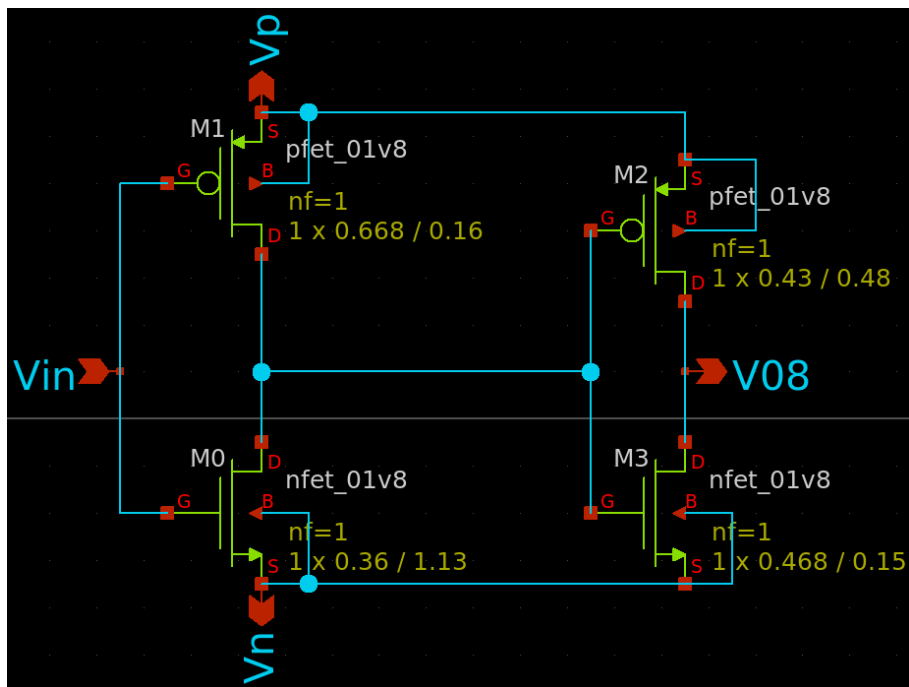 Vp
M1
S
pfet_01v8
G
B
nf=1
D
1 x 0.668 / 0.16
M2
S
pfet_01v8
G
B
nf=1
D
1 x 0.43 / 0.48
Vin
V08
M0
D
nfet_01v8
G
B
nf=1
S
1 x 0.36 / 1.13
M3
D
nfet_01v8
G
B
nf=1
S
1 x 0.468 / 0.15
Vn